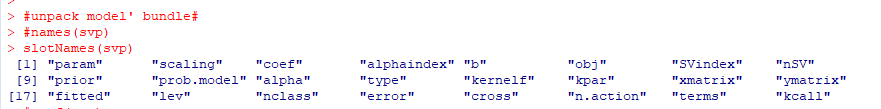 >
> #unpack model' bundle#
> #names(svp)
> slotNames(svp)
[1] "param" "scaling" "coef" "alphaindex" "b" "obj" "SVindex" "nSV"
[9] "prior" "prob.model" "alpha" "type" "kernelf" "kpar" "xmatrix" "ymatrix"
[17] "fitted" "lev" "nclass" "error" "cross" "n.action" "terms" "kcall"